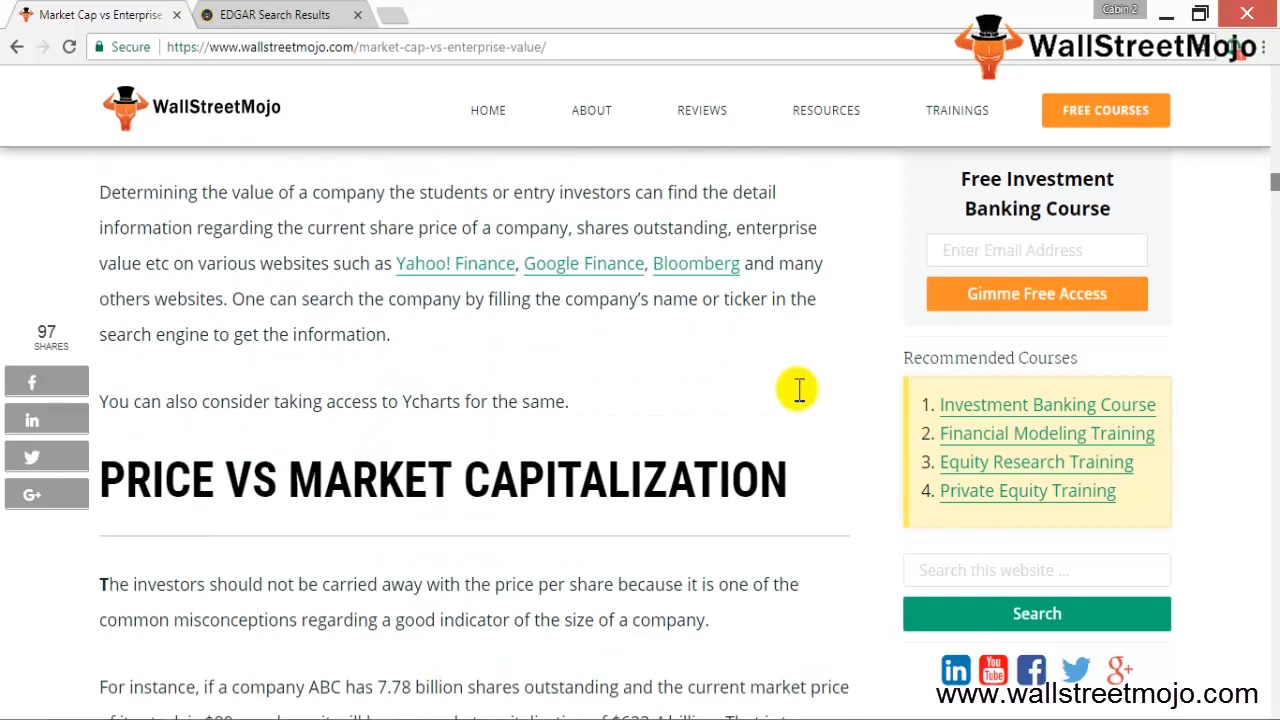 Market Cap vs Enterprise
EDGAR Search Results
Cabin 2
Secure
https://www.wallstreetmojo.com/market-cap-vs-enterprise-value/
WallStreetMojo
WallStreetMojo
HOME
ABOUT
REVIEWS
RESOURCES
TRAININGS
FREE COURSES
Determining the value of a company the students or entry investors can find the detail
information regarding the current share price of a company, shares outstanding, enterprise
value etc on various websites such as Yahoo! Finance, Google Finance, Bloomberg and many
others websites. One can search the company by filling the company's name or ticker in the
search engine to get the information.
You can also consider taking access to Ycharts for the same.
PRICE VS MARKET CAPITALIZATION
The investors should not be carried away with the price per share because it is one of the
common misconceptions regarding a good indicator of the size of a company.
For instance, if a company ABC has 7.78 billion shares outstanding and the current market price
97
SHARES
f
in
G+
Free Investment
Banking Course
Enter Email Address
Gimme Free Access
Recommended Courses
1. Investment Banking Course
2. Financial Modeling Training
3. Equity Research Training
4. Private Equity Training
Search this website ...
Search
in
You
Tube
f
g+
www.wallstreetmojo.com